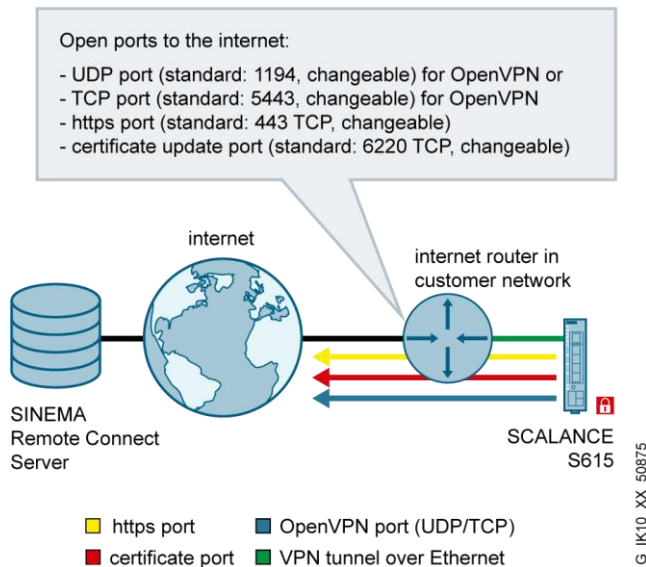 Open ports to the internet:
- UDP port (standard: 1194, changeable) for OpenVPN or
- TCP port (standard: 5443, changeable) for OpenVPN
- https port (standard: 443 TCP, changeable)
- certificate update port (standard: 6220 TCP, changeable)
internet
internet router in
customer network
SINEMA
Remote Connect
Server
SCALANCE
S615
G_IK10_XX_50875
https port
OpenVPN port (UDP/TCP)
certificate port
VPN tunnel over Ethernet